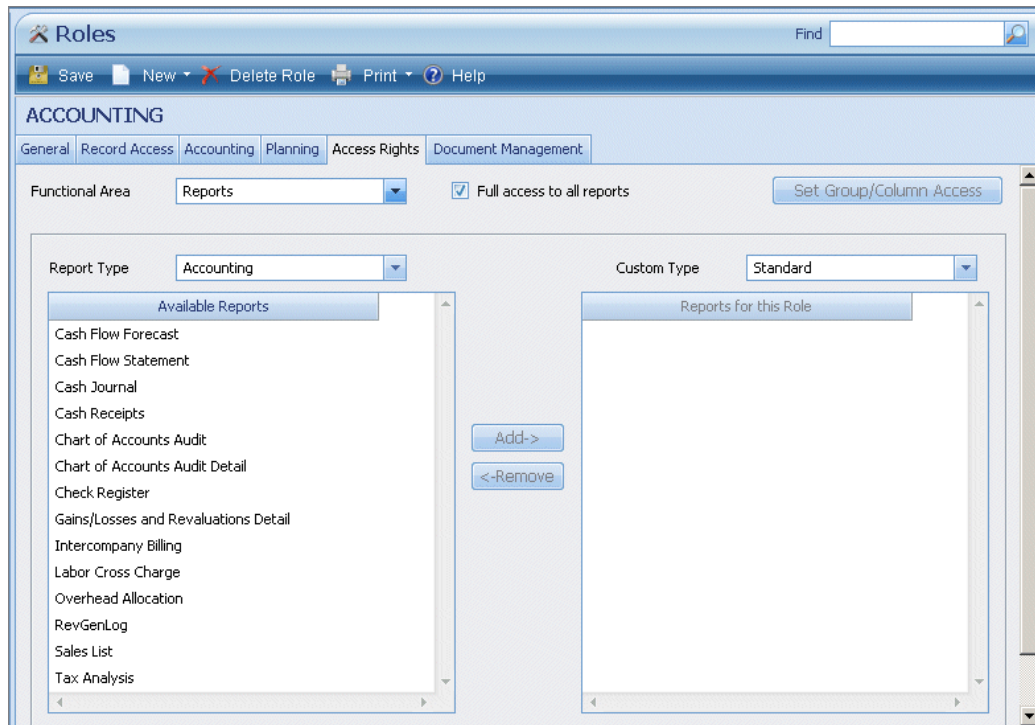 Roles
Find
Save New Delete Role Print Help
ACCOUNTING
General Record Access Accounting Planning Access Rights Document Management
Functional Area Reports Full access to all reports Set Group/Column Access
Report Type Accounting Custom Type Standard
Available Reports Reports for this Role
Cash Flow Forecast
Cash Flow Statement
Cash Journal
Cash Receipts
Chart of Accounts Audit
Add->
Chart of Accounts Audit Detail
<-Remove
Check Register
Gains/Losses and Revaluations Detail
Intercompany Billing
Labor Cross Charge
Overhead Allocation
RevGenLog
Sales List
Tax Analysis